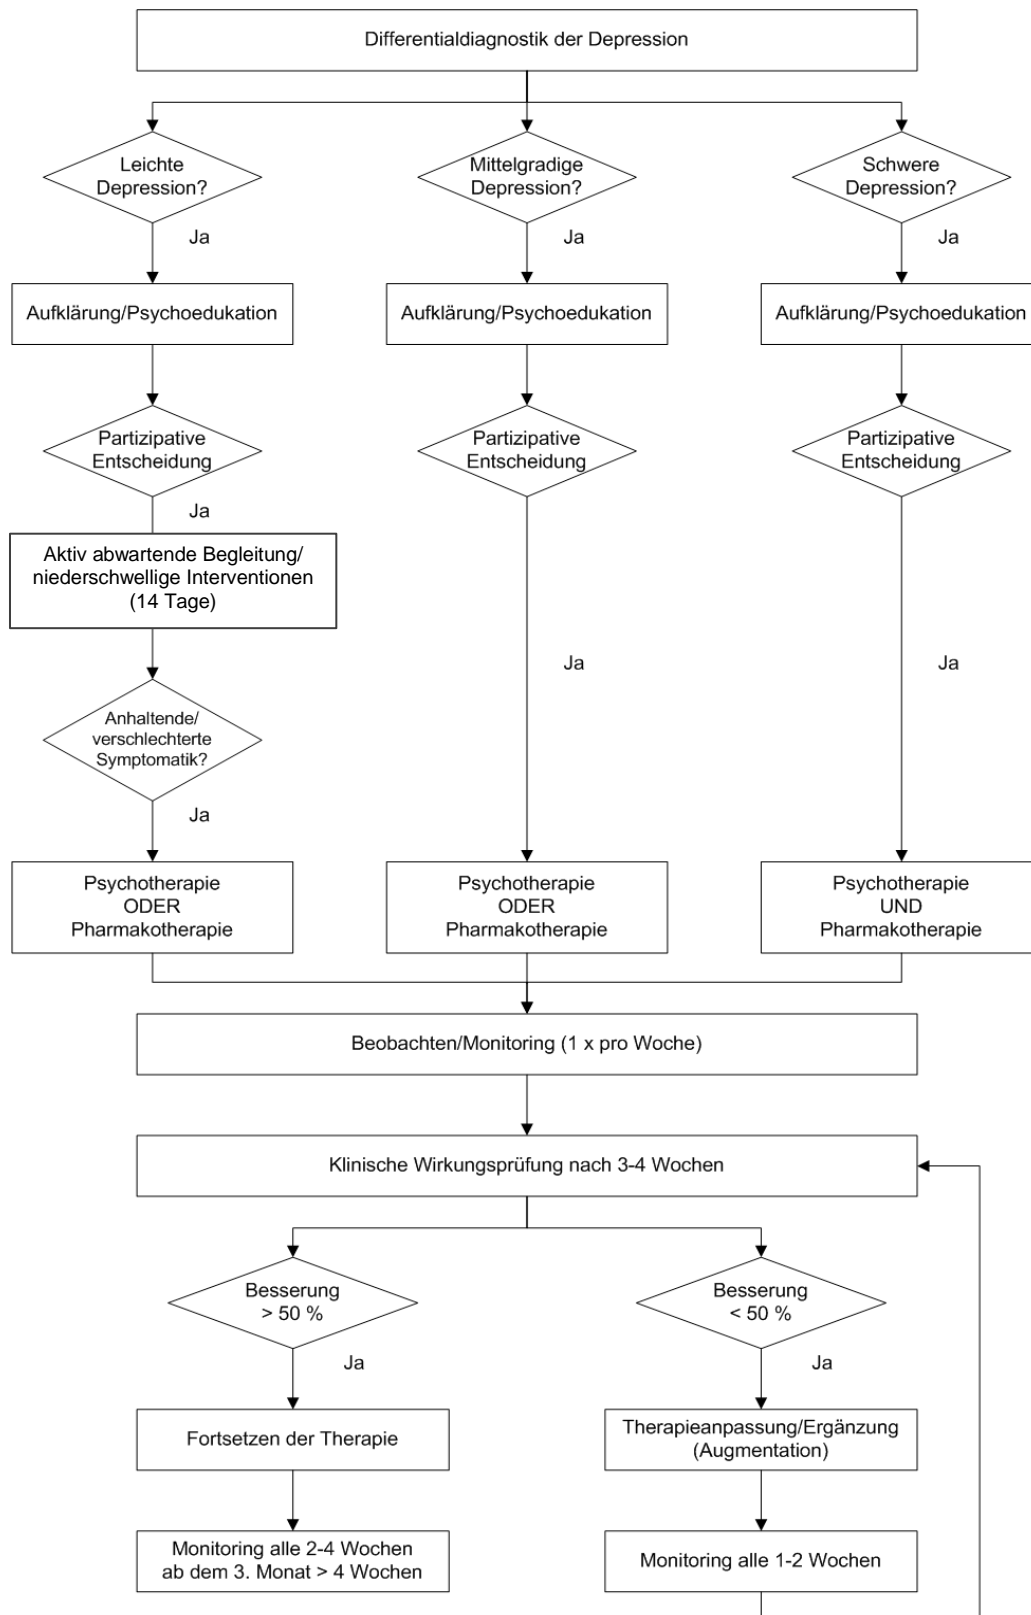 Differentialdiagnostik der Depression
Leichte
Depression?
Mittelgradige
Depression?
Schwere
Depression?
Ja
Ja
Ja
Aufklärung/Psychoedukation
Aufklärung/Psychoedukation
Aufklärung/Psychoedukation
Partizipative
Entscheidung
Partizipative
Entscheidung
Partizipative
Entscheidung
Ja
Aktiv abwartende Begleitung/
niederschwellige Interventionen
(14 Tage)
Ja
Ja
Anhaltende/
verschlechterte
Symptomatik?
Ja
Psychotherapie
ODER
Pharmakotherapie
Psychotherapie
ODER
Pharmakotherapie
Psychotherapie
UND
Pharmakotherapie
Beobachten/Monitoring (1 x pro Woche)
Klinische Wirkungsprüfung nach 3-4 Wochen
Besserung
> 50 %
Besserung
< 50 %
Ja
Ja
Fortsetzen der Therapie
Therapieanpassung/Ergänzung
(Augmentation)
Monitoring alle 2-4 Wochen
ab dem 3. Monat > 4 Wochen
Monitoring alle 1-2 Wochen